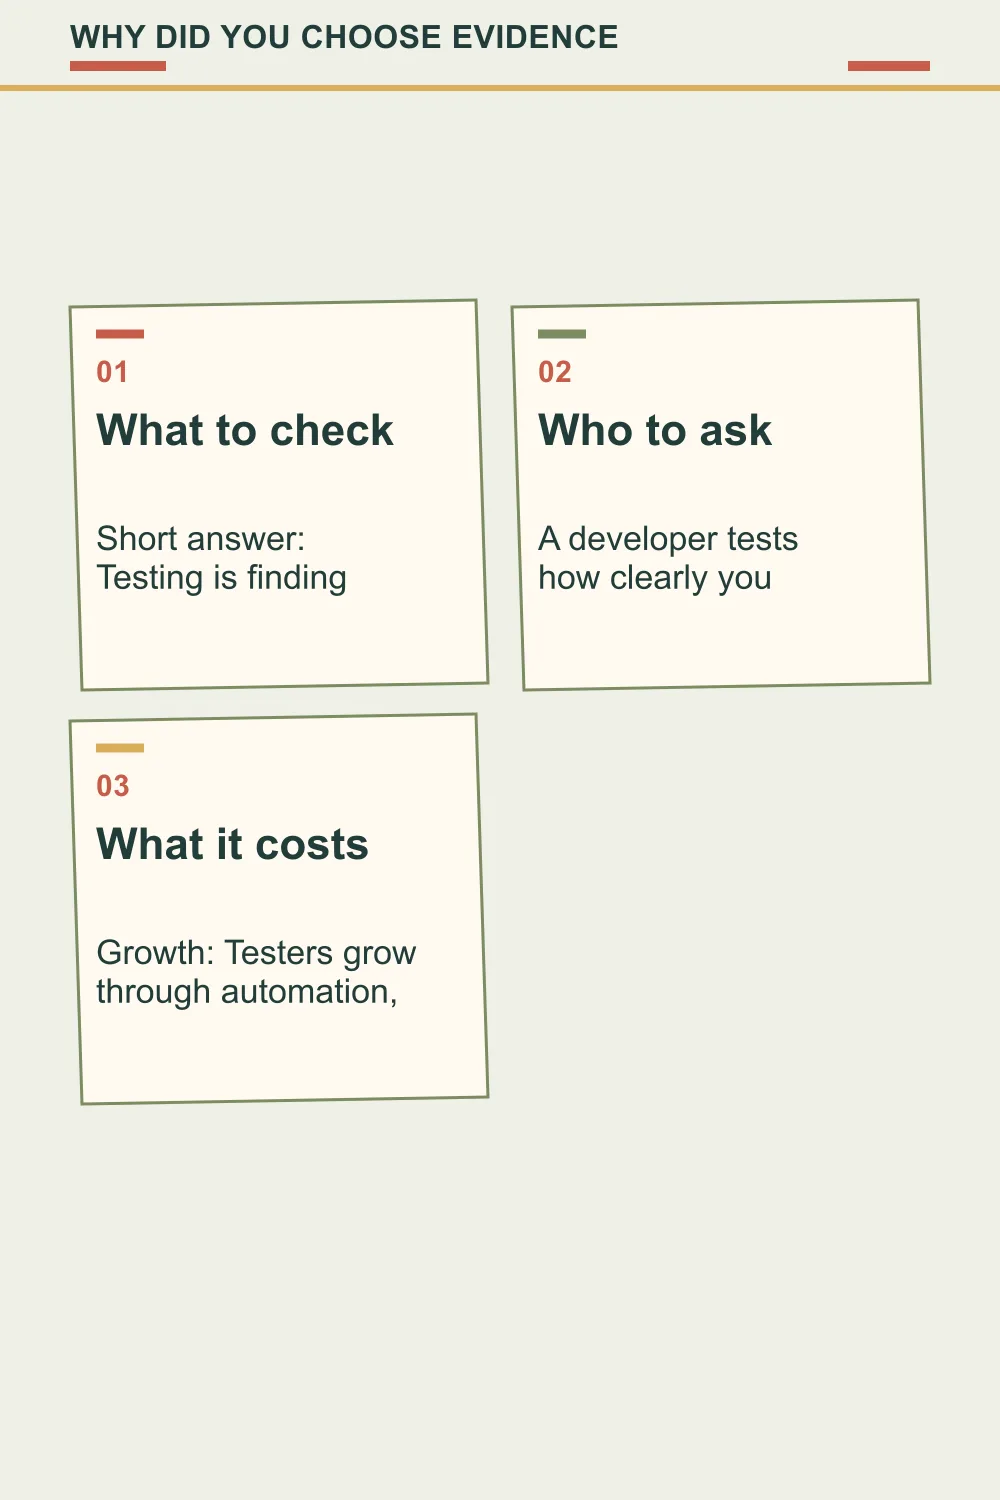 WHY DID YOU CHOOSE EVIDENCE
01
What to check
Short answer:
Testing is finding
02
Who to ask
A developer tests
how clearly you
03
What it costs
Growth: Testers grow
through automation,